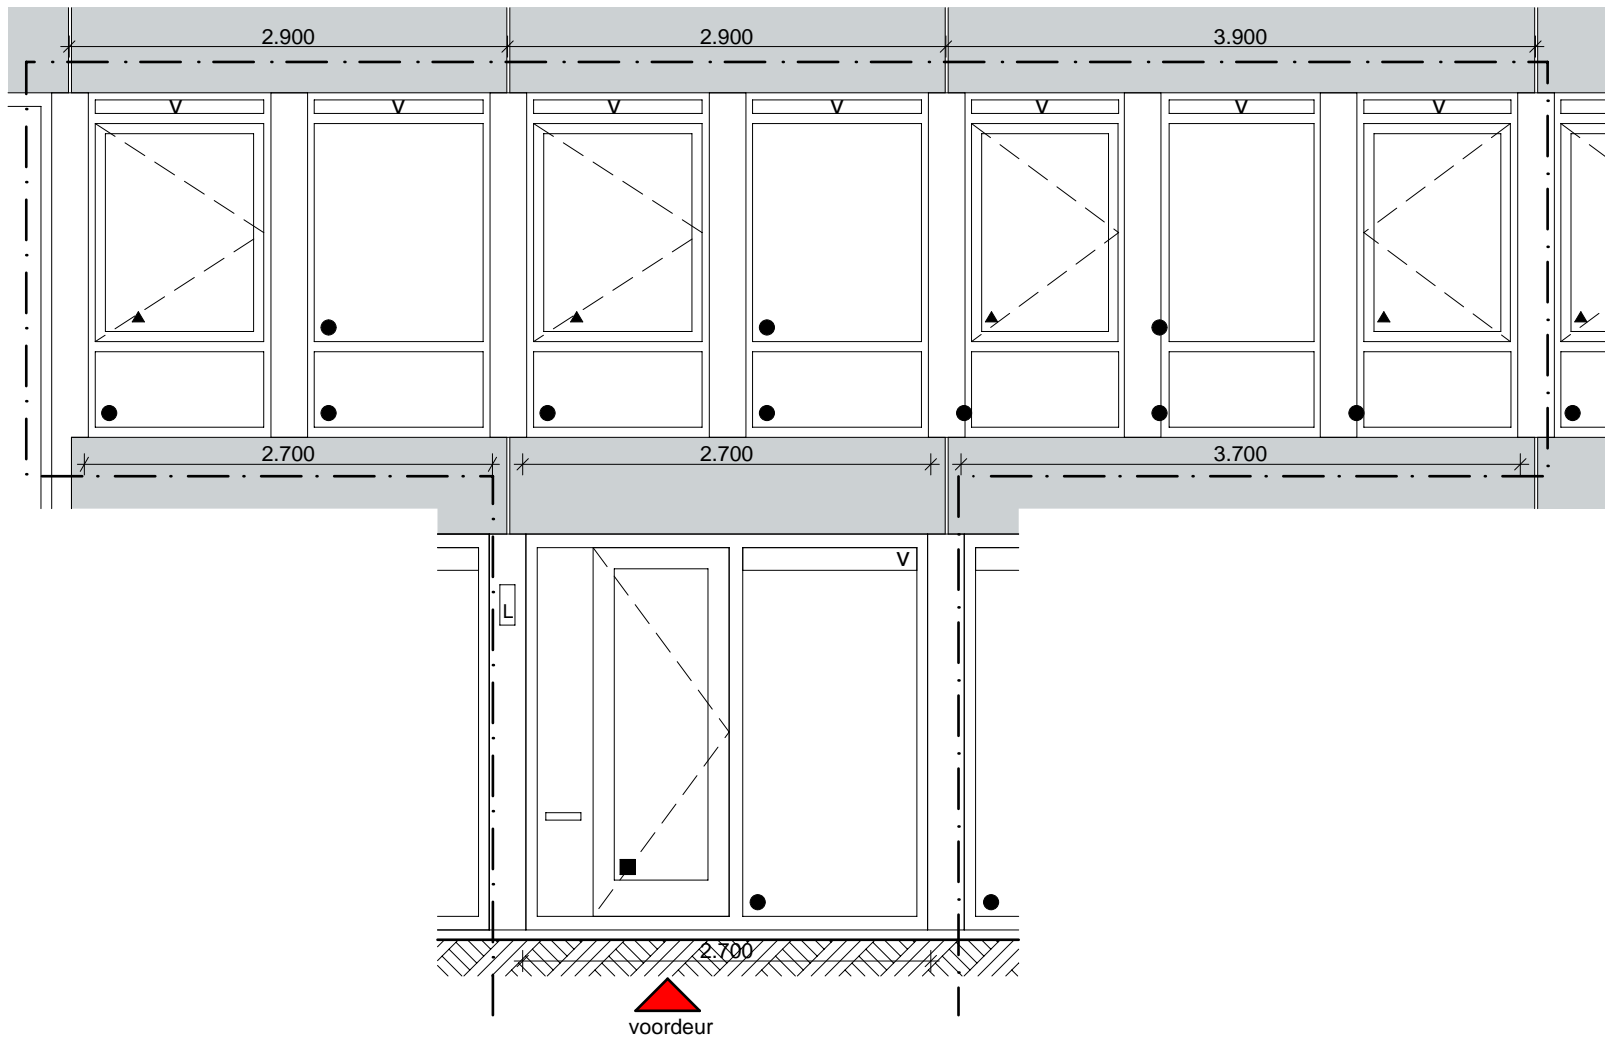 2.900 2.900 3.900
V V V V V V V
2.700 2.700 3.700
V
L
2.700
voordeur